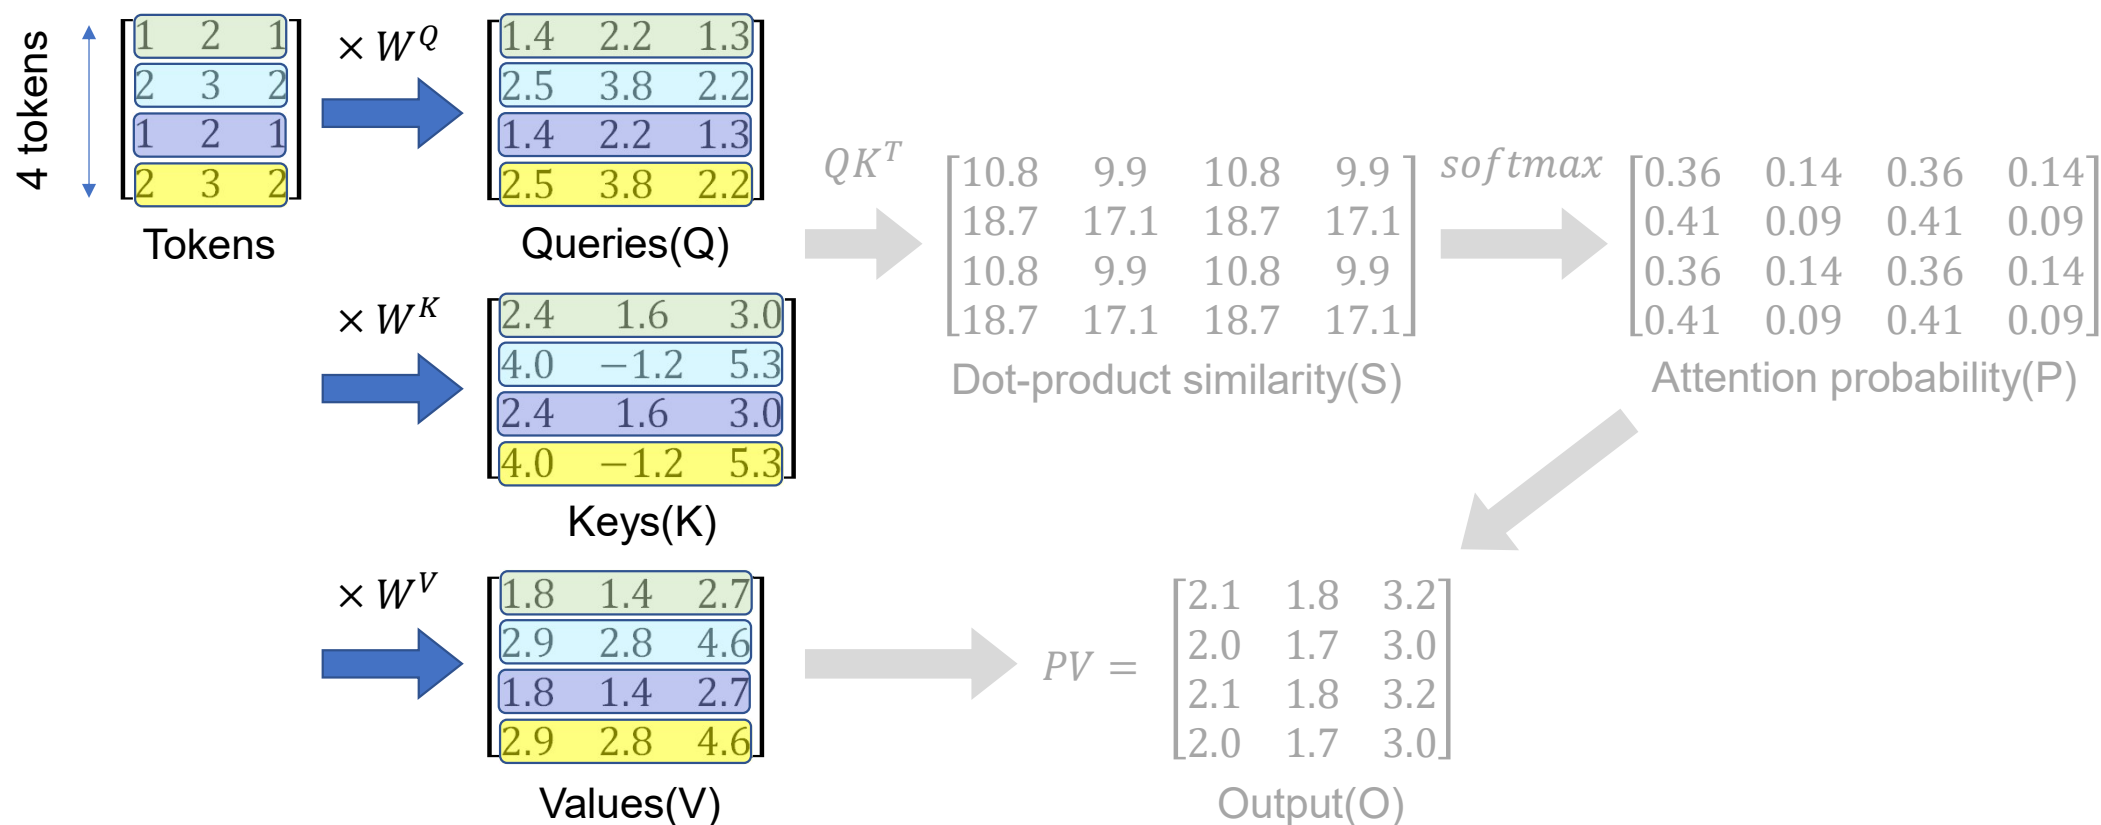 4 tokens
1 2 1
2 3 2
1 2 1
2 3 2
Tokens
× W^Q
1.4 2.2 1.3
2.5 3.8 2.2
1.4 2.2 1.3
2.5 3.8 2.2
Queries(Q)
× W^K
2.4 1.6 3.0
4.0 −1.2 5.3
2.4 1.6 3.0
4.0 −1.2 5.3
Keys(K)
× W^V
1.8 1.4 2.7
2.9 2.8 4.6
1.8 1.4 2.7
2.9 2.8 4.6
Values(V)
QK^T
10.8 9.9 10.8 9.9
18.7 17.1 18.7 17.1
10.8 9.9 10.8 9.9
18.7 17.1 18.7 17.1
Dot-product similarity(S)
softmax
0.36 0.14 0.36 0.14
0.41 0.09 0.41 0.09
0.36 0.14 0.36 0.14
0.41 0.09 0.41 0.09
Attention probability(P)
PV =
2.1 1.8 3.2
2.0 1.7 3.0
2.1 1.8 3.2
2.0 1.7 3.0
Output(O)